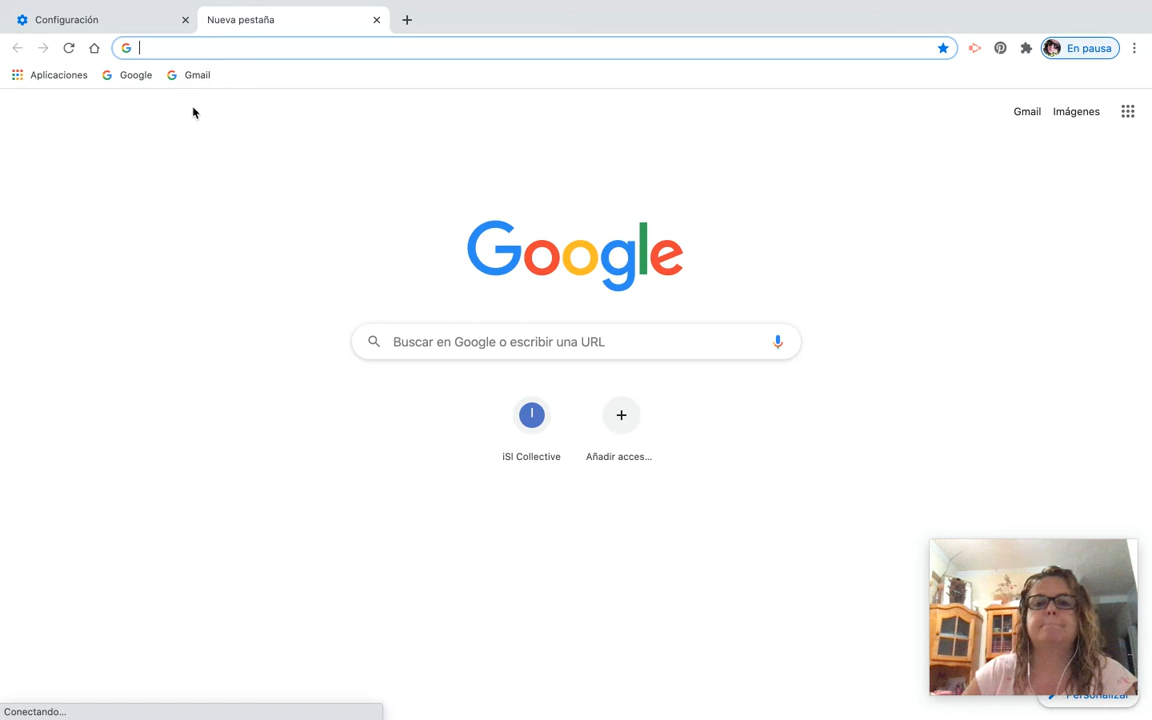 Configuración
Nueva pestaña
En pausa
Aplicaciones
Google
Gmail
Gmail
Imágenes
Google
Buscar en Google o escribir una URL
iSl Collective
Añadir acces...
Personalizar
Conectando...